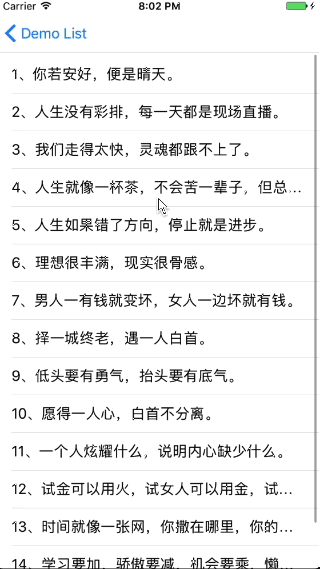 Carrier 8:02 PM
Demo List
1、你若安好，便是晴天。
2、人生没有彩排，每一天都是现场直播。
3、我们走得太快，灵魂都跟不上了。
4、人生就像一杯茶，不会苦一辈子，但总...
5、人生如果错了方向，停止就是进步。
6、理想很丰满，现实很骨感。
7、男人一有钱就变坏，女人一边坏就有钱。
8、择一城终老，遇一人白首。
9、低头要有勇气，抬头要有底气。
10、愿得一人心，白首不分离。
11、一个人炫耀什么，说明内心缺少什么。
12、试金可以用火，试女人可以用金，试...
13、时间就像一张网，你撒在哪里，你的...
14、学习要加，骄傲要减，机会要乘，懒...